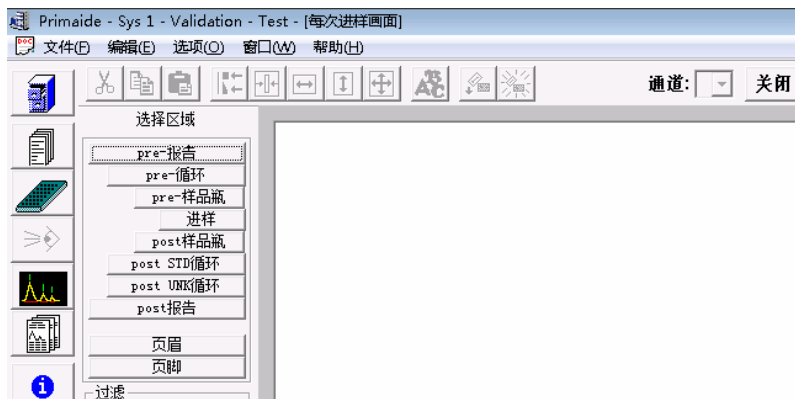 Primaide - Sys 1 - Validation - Test - [每次进样画面]
文件(F) 编辑(E) 选项(O) 窗口(W) 帮助(H)
通道: 关闭
选择区域
pre-报告
pre-循环
pre-样品瓶
进样
post样品瓶
post STD循环
post UNK循环
post报告
页眉
页脚
过滤